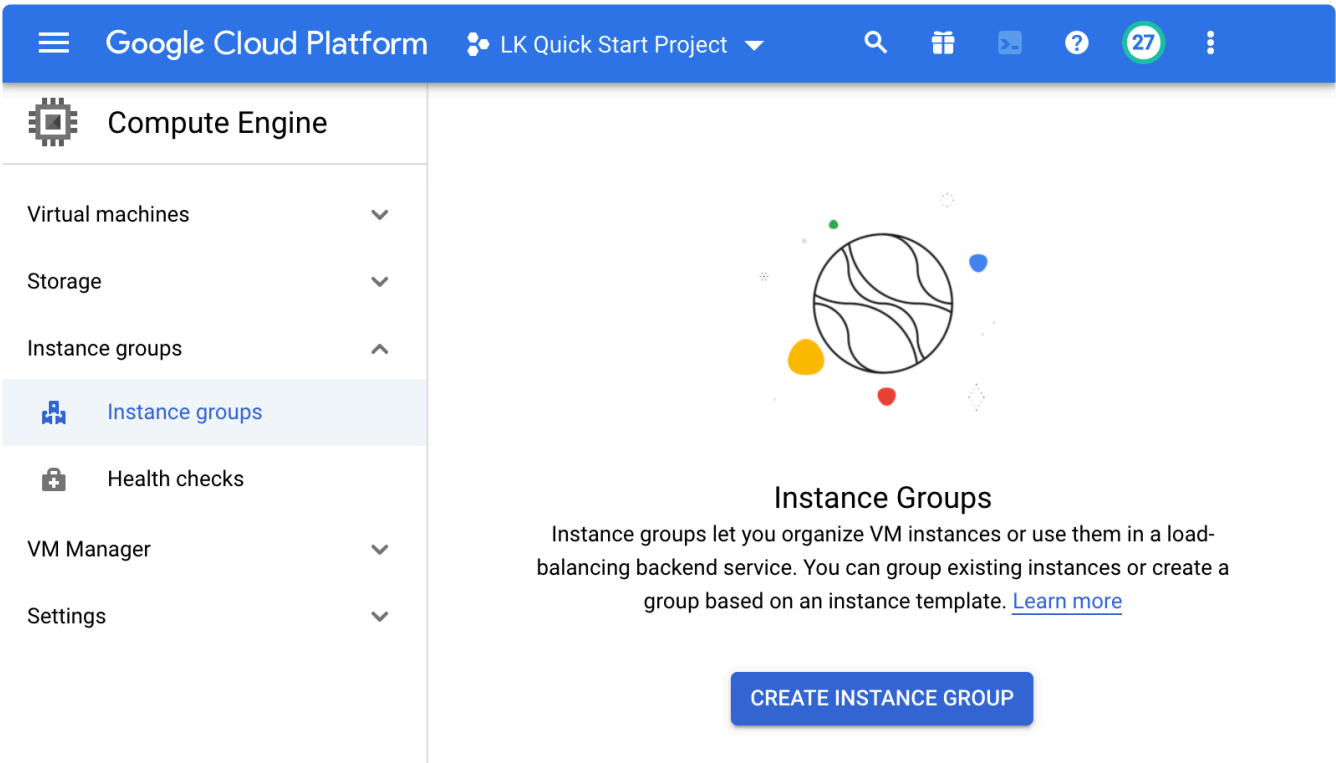 Google Cloud Platform
LK Quick Start Project
27
Compute Engine
Virtual machines
Storage
Instance groups
Instance groups
Health checks
VM Manager
Settings
Instance Groups
Instance groups let you organize VM instances or use them in a load-
balancing backend service. You can group existing instances or create a
group based on an instance template. Learn more
CREATE INSTANCE GROUP